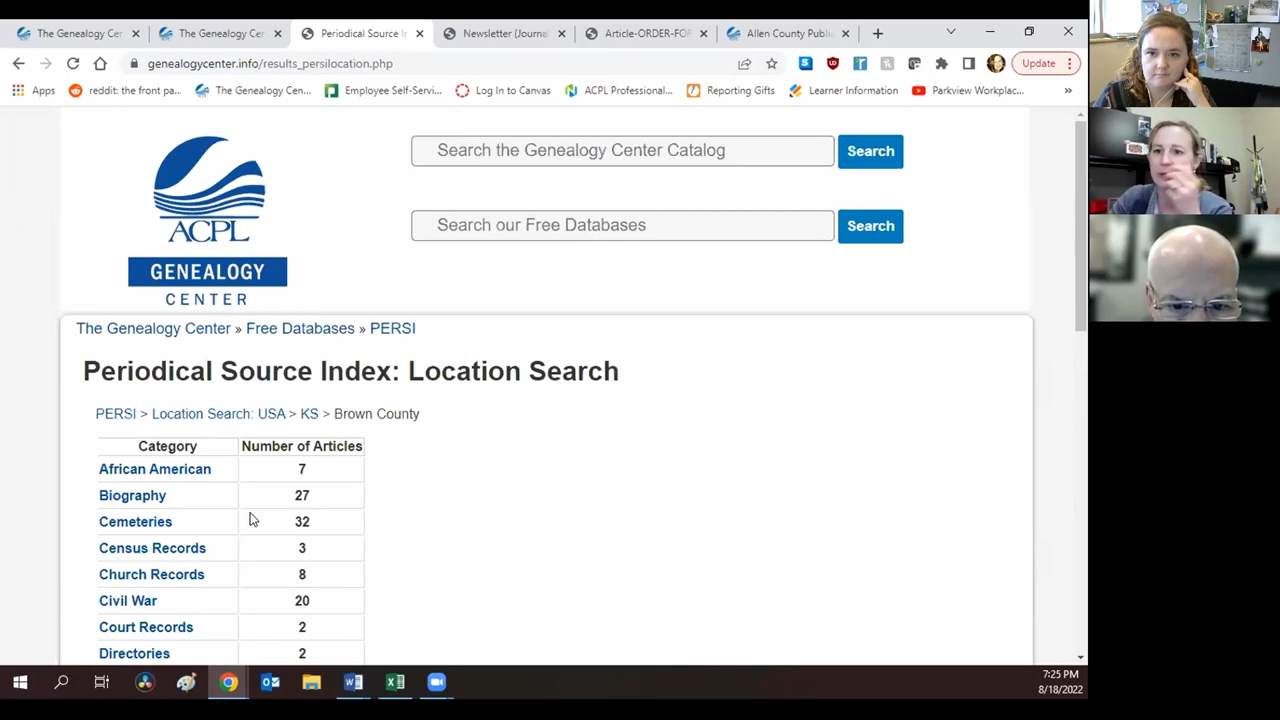 The Genealogy Cer
The Genealogy Cen
Periodical Source I
Newsletter (Journa
Article-ORDER-FOR
Allen County Publi
genealogycenter.info/results_persilocation.php
Update
Apps
reddit: the front pa...
The Genealogy Cen...
Employee Self-Servi...
Log In to Canvas
ACPL Professional...
Reporting Gifts
Learner Information
Parkview Workplac...
»
ACPL
GENEALOGY
CENTER
Search the Genealogy Center Catalog
Search
Search our Free Databases
Search
The Genealogy Center » Free Databases » PERSI
Periodical Source Index: Location Search
PERSI > Location Search: USA > KS > Brown County
Category Number of Articles
African American 7
Biography 27
Cemeteries 32
Census Records 3
Church Records 8
Civil War 20
Court Records 2
Directories 2
7:25 PM
8/18/2022